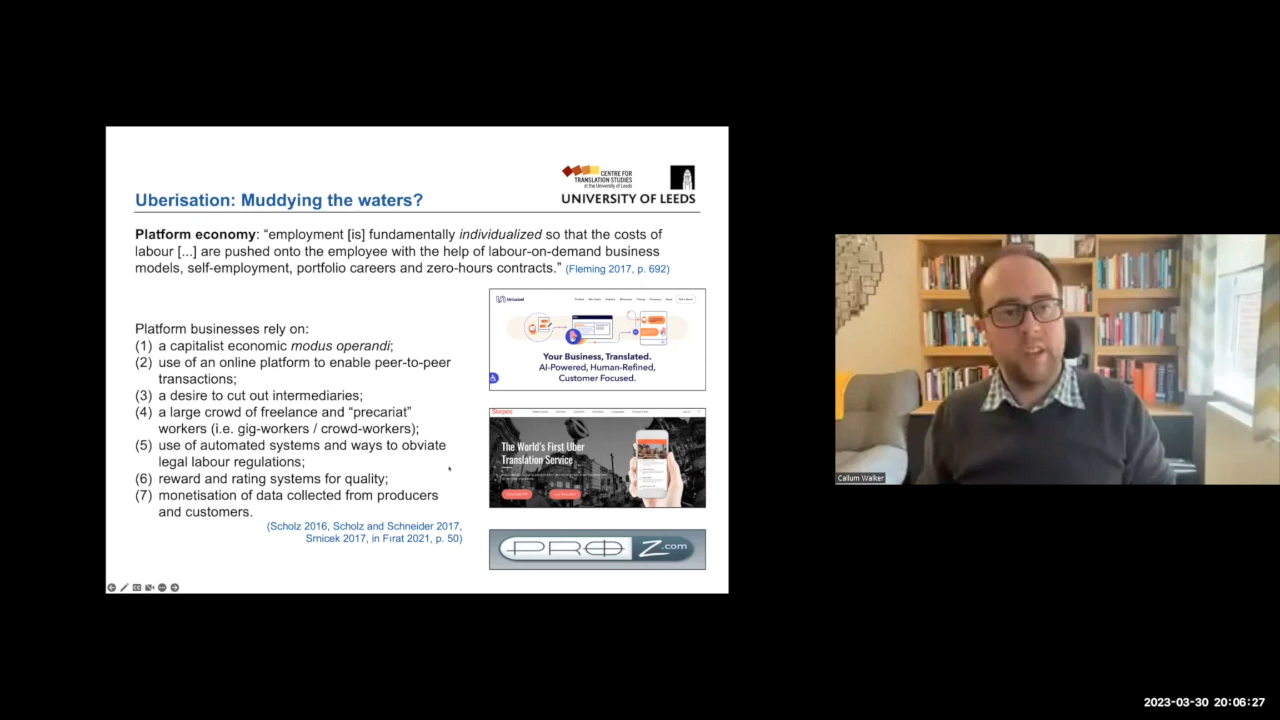 CENTRE FOR
TRANSLATION STUDIES
at the University of Leeds
UNIVERSITY OF LEEDS
Uberisation: Muddying the waters?
Platform economy: “employment [is] fundamentally individualized so that the costs of
labour [...] are pushed onto the employee with the help of labour-on-demand business
models, self-employment, portfolio careers and zero-hours contracts.” (Fleming 2017, p. 692)
Platform businesses rely on:
(1) a capitalist economic modus operandi;
(2) use of an online platform to enable peer-to-peer
transactions;
(3) a desire to cut out intermediaries;
(4) a large crowd of freelance and “precariat”
workers (i.e. gig-workers / crowd-workers);
(5) use of automated systems and ways to obviate
legal labour regulations;
(6) reward and rating systems for quality;
(7) monetisation of data collected from producers
and customers.
(Scholz 2016, Scholz and Schneider 2017,
Srnicek 2017, in Fırat 2021, p. 50)
Unbabel
Your Business, Translated.
AI-Powered, Human-Refined,
Customer Focused.
Stepes
The World's First Uber
Translation Service
PROZ.com
Callum Walker
2023-03-30 20:06:27